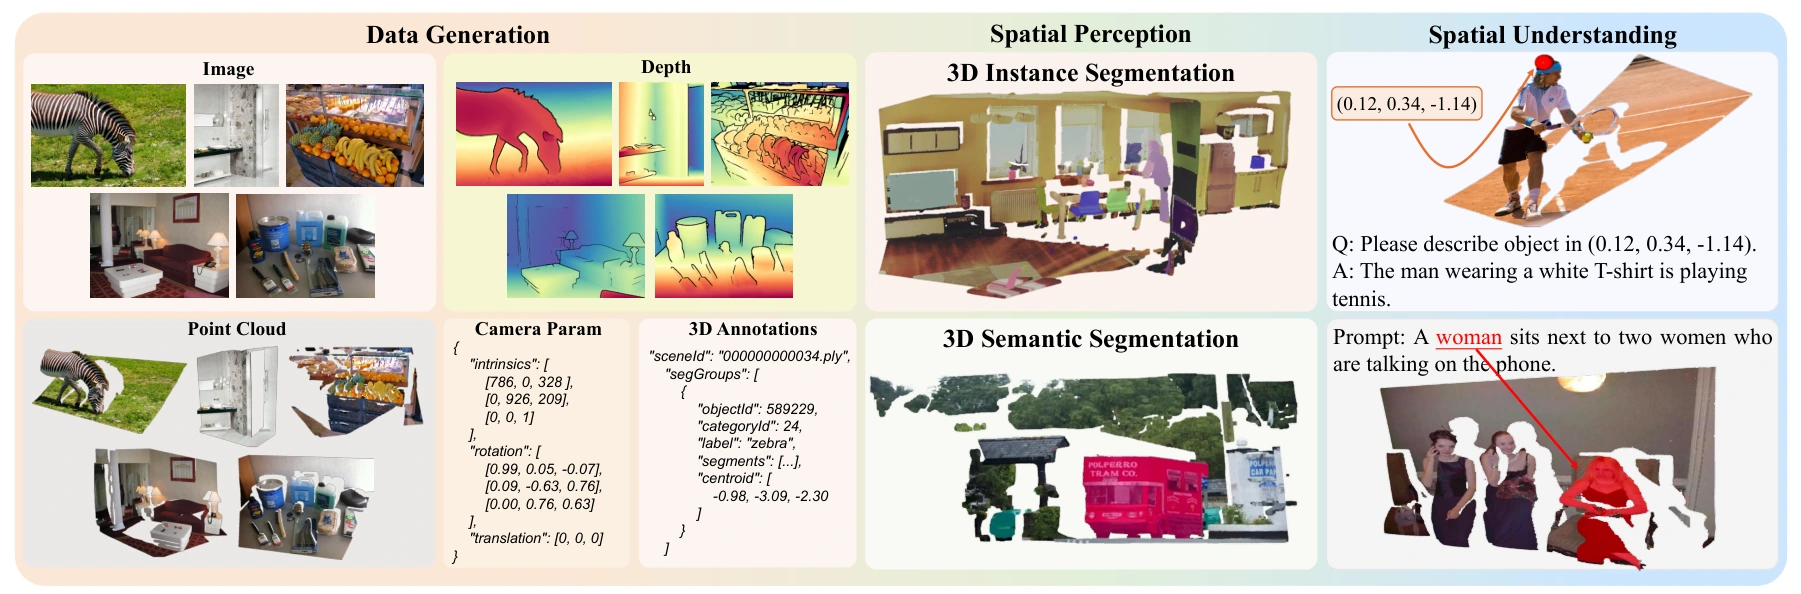 Data Generation
Image
Depth
Point Cloud
Camera Param
{
"intrinsics": [
[786, 0, 328 ],
[0, 926, 209],
[0, 0, 1]
],
"rotation": [
[0.99, 0.05, -0.07],
[0.09, -0.63, 0.76],
[0.00, 0.76, 0.63]
],
"translation": [0, 0, 0]
}
3D Annotations
"sceneId": "000000000034.ply",
"segGroups": [
{
"objectId": 589229,
"categoryId": 24,
"label": "zebra",
"segments": [...],
"centroid": [
-0.98, -3.09, -2.30
]
}
]
Spatial Perception
3D Instance Segmentation
3D Semantic Segmentation
POLPERRO
TRAM CO.
POLPERRO
CAR PA
Spatial Understanding
(0.12, 0.34, -1.14)
Q: Please describe object in (0.12, 0.34, -1.14).
A: The man wearing a white T-shirt is playing
tennis.
Prompt: A woman sits next to two women who
are talking on the phone.